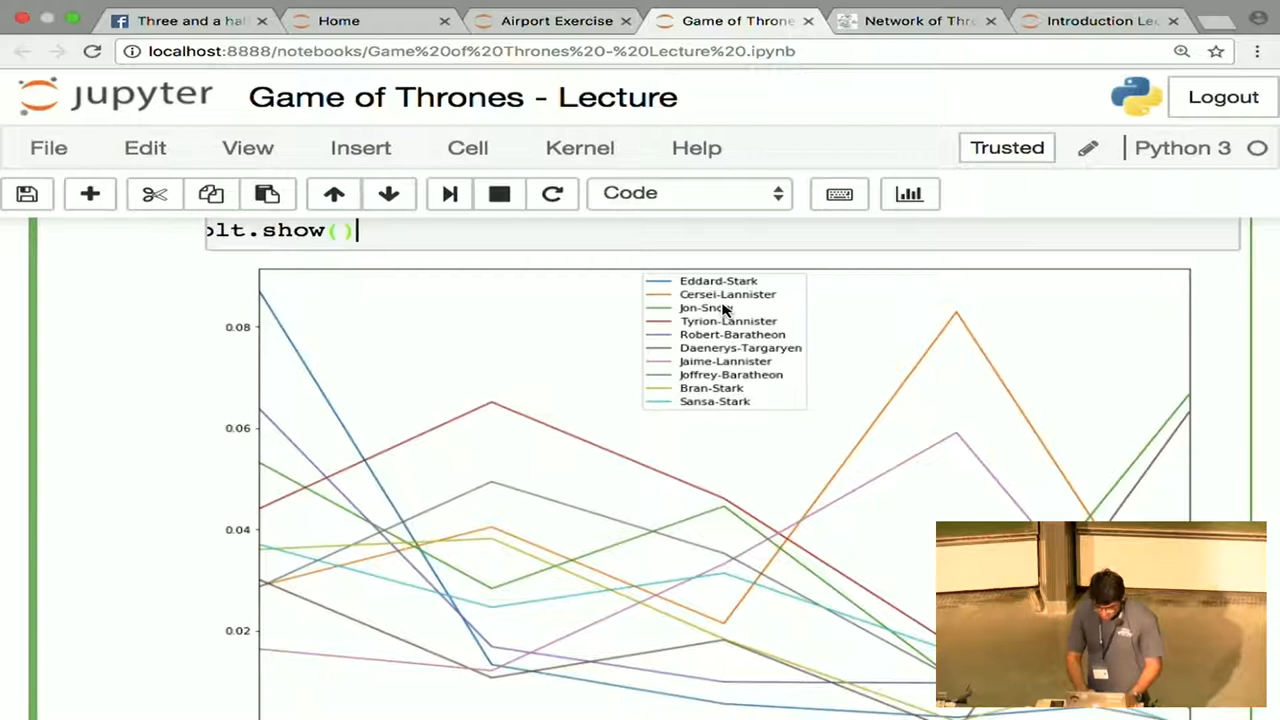 Three and a ha
Home
Airport Exercise
Game of Throne
Network of Thr
Introduction Le
localhost:8888/notebooks/Game%20of%20Thrones%20-%20Lecture%20.ipynb
jupyter
Game of Thrones - Lecture
Logout
File
Edit
View
Insert
Cell
Kernel
Help
Trusted
Python 3
Code
plt.show()
Eddard-Stark
Cersei-Lannister
Jon-Snow
Tyrion-Lannister
Robert-Baratheon
Daenerys-Targaryen
Jaime-Lannister
Joffrey-Baratheon
Bran-Stark
Sansa-Stark
0.08
0.06
0.04
0.02